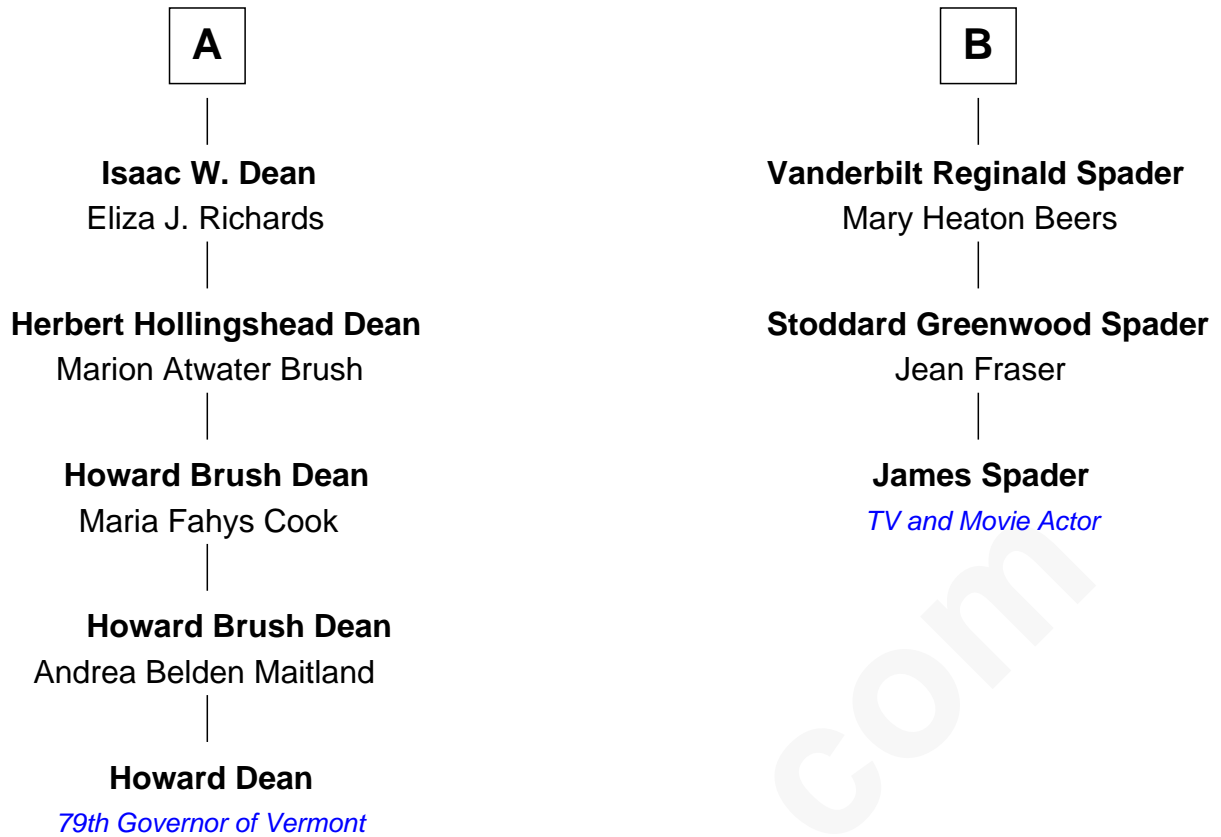 A
Isaac W. Dean
Eliza J. Richards
Herbert Hollingshead Dean
Marion Atwater Brush
Howard Brush Dean
Maria Fahys Cook
Howard Brush Dean
Andrea Belden Maitland
Howard Dean
79th Governor of Vermont
B
Vanderbilt Reginald Spader
Mary Heaton Beers
Stoddard Greenwood Spader
Jean Fraser
James Spader
TV and Movie Actor
com